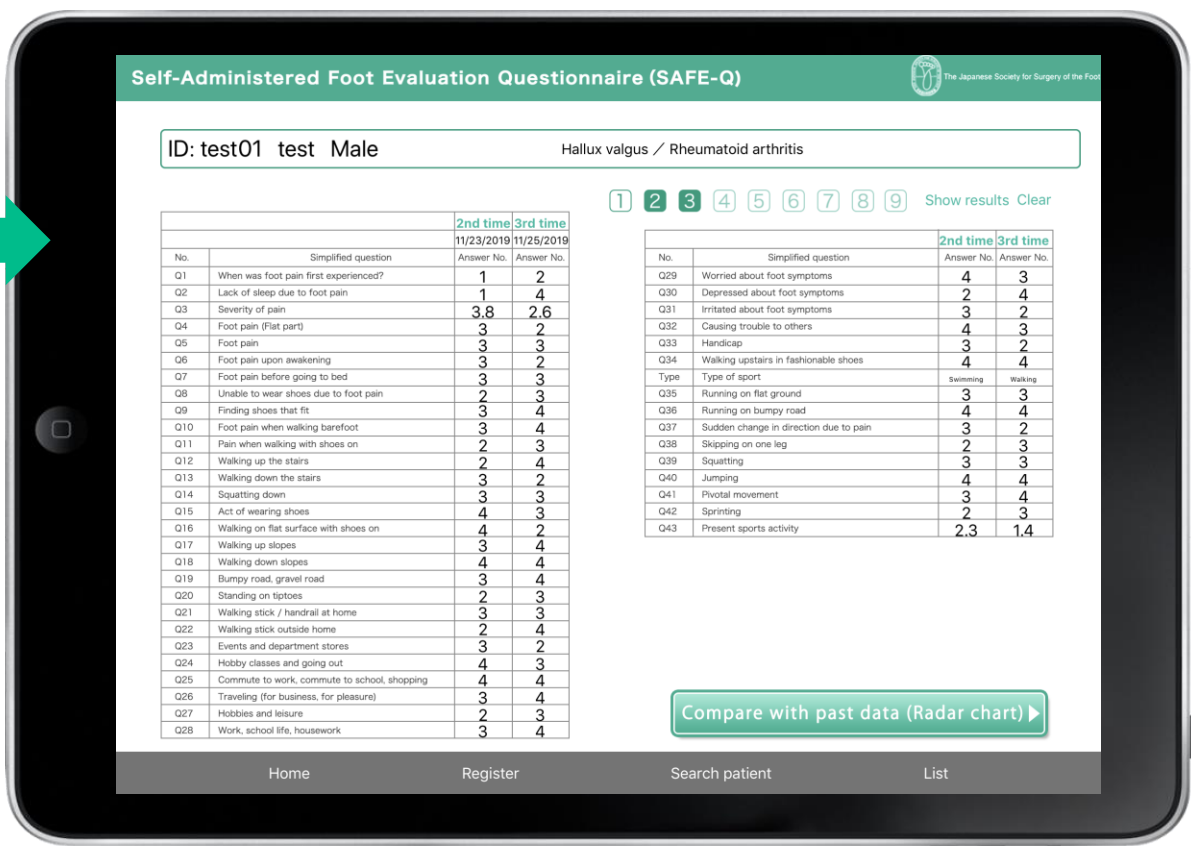 Self-Administered Foot Evaluation Questionnaire (SAFE-Q)
The Japanese Society for Surgery of the Foot
ID: test01 test Male
Hallux valgus / Rheumatoid arthritis
1 2 3 4 5 6 7 8 9 Show results Clear
2nd time 3rd time
11/23/2019 11/25/2019
No. Simplified question Answer No. Answer No.
Q1 When was foot pain first experienced? 1 2
Q2 Lack of sleep due to foot pain 1 4
Q3 Severity of pain 3.8 2.6
Q4 Foot pain (Flat part) 3 2
Q5 Foot pain 3 3
Q6 Foot pain upon awakening 3 2
Q7 Foot pain before going to bed 3 3
Q8 Unable to wear shoes due to foot pain 2 3
Q9 Finding shoes that fit 3 4
Q10 Foot pain when walking barefoot 3 4
Q11 Pain when walking with shoes on 2 3
Q12 Walking up the stairs 2 4
Q13 Walking down the stairs 3 2
Q14 Squatting down 3 3
Q15 Act of wearing shoes 4 3
Q16 Walking on flat surface with shoes on 4 2
Q17 Walking up slopes 3 4
Q18 Walking down slopes 4 4
Q19 Bumpy road, gravel road 3 4
Q20 Standing on tiptoes 2 3
Q21 Walking stick / handrail at home 3 3
Q22 Walking stick outside home 2 4
Q23 Events and department stores 3 2
Q24 Hobby classes and going out 4 3
Q25 Commute to work, commute to school, shopping 4 4
Q26 Traveling (for business, for pleasure) 3 4
Q27 Hobbies and leisure 2 3
Q28 Work, school life, housework 3 4
2nd time 3rd time
No. Simplified question Answer No. Answer No.
Q29 Worried about foot symptoms 4 3
Q30 Depressed about foot symptoms 2 4
Q31 Irritated about foot symptoms 3 2
Q32 Causing trouble to others 4 3
Q33 Handicap 3 2
Q34 Walking upstairs in fashionable shoes 4 4
Type Type of sport Swimming Walking
Q35 Running on flat ground 3 3
Q36 Running on bumpy road 4 4
Q37 Sudden change in direction due to pain 3 2
Q38 Skipping on one leg 2 3
Q39 Squatting 3 3
Q40 Jumping 4 4
Q41 Pivotal movement 3 4
Q42 Sprinting 2 3
Q43 Present sports activity 2.3 1.4
Compare with past data (Radar chart)
Home Register Search patient List